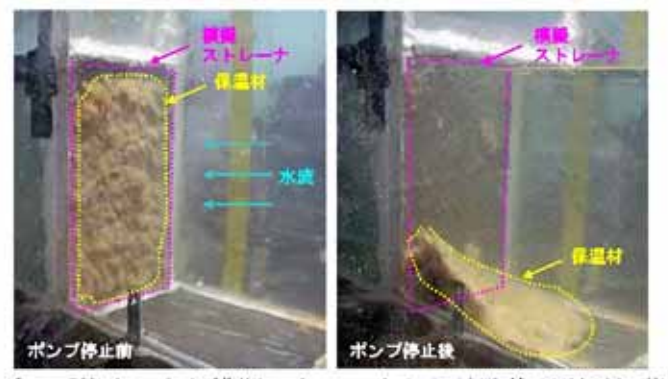 模擬
ストレーナ
保温材
水流
ポンプ停止前
模擬
ストレーナ
保温材
ポンプ停止後